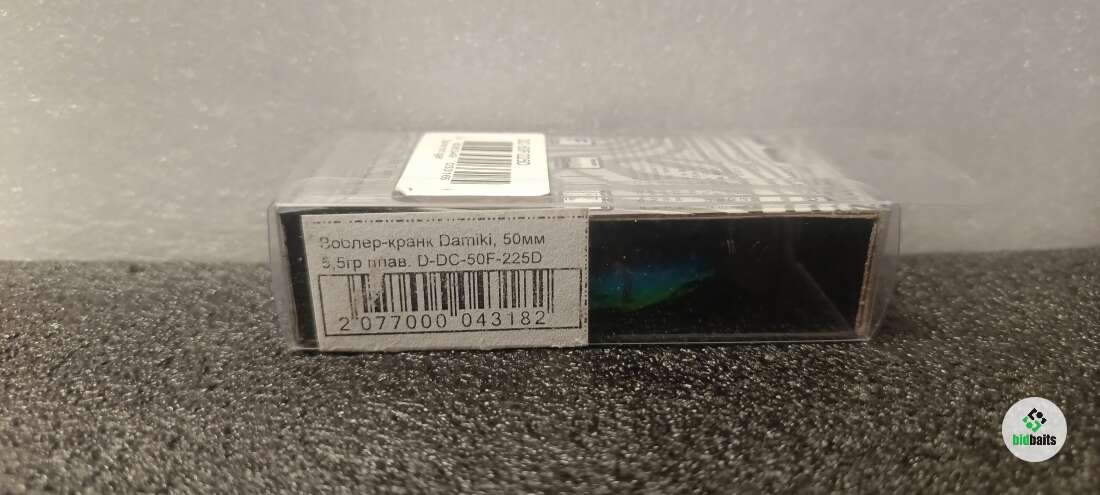 Воблер-кранк Damiki, 50мм
5,5гр плав. D-DC-50F-225D
2 077000 043182
bidbaits